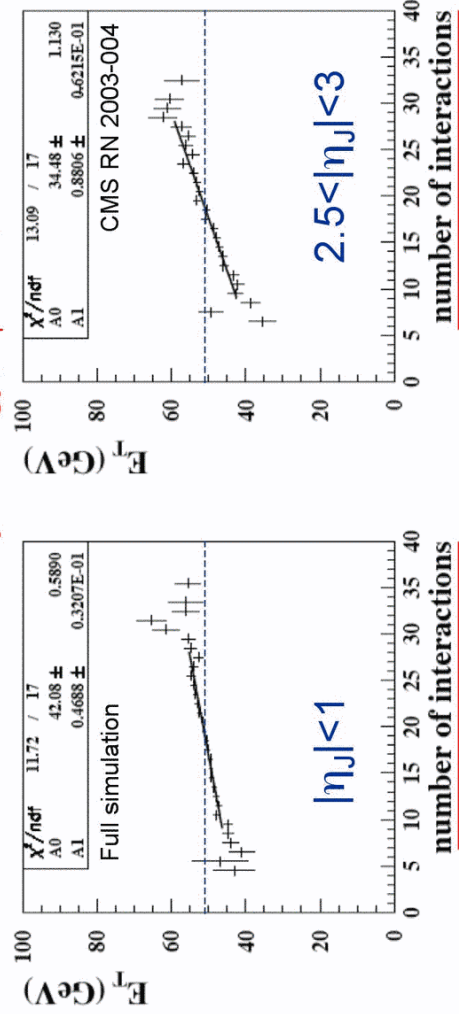 χ²/ndf 11.72 / 17
A0 42.08 ± 0.5890
A1 0.4688 ± 0.3207E-01
Full simulation
|ηJ|<1
E_T (GeV)
100
80
60
40
20
0
0 5 10 15 20 25 30 35 40
number of interactions
χ²/ndf 13.09 / 17
A0 34.48 ± 1.130
A1 0.8806 ± 0.6215E-01
CMS RN 2003-004
2.5<|ηJ|<3
E_T (GeV)
100
80
60
40
20
0
0 5 10 15 20 25 30 35 40
number of interactions